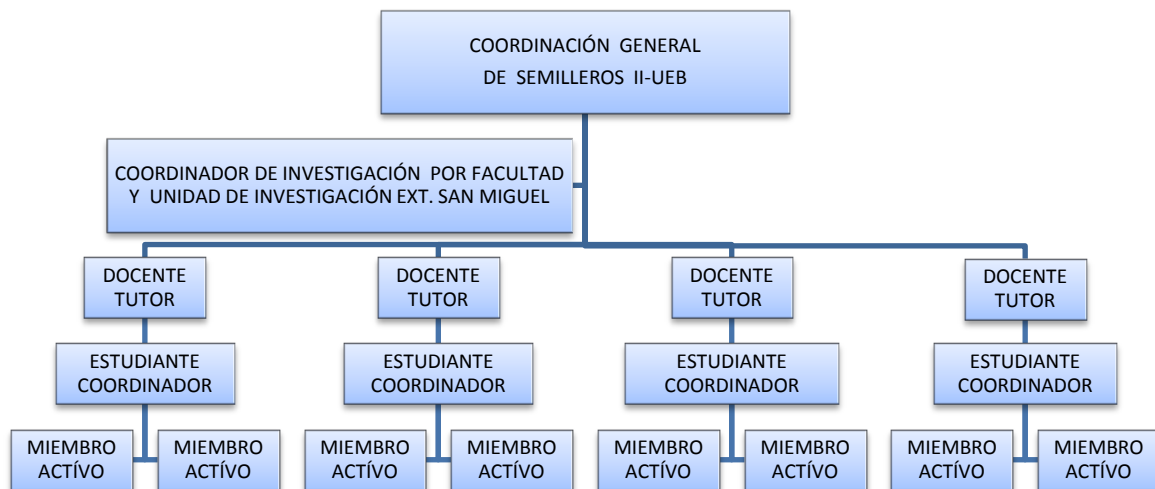 COORDINACIÓN GENERAL
DE SEMILLEROS II-UEB
COORDINADOR DE INVESTIGACIÓN POR FACULTAD
Y UNIDAD DE INVESTIGACIÓN EXT. SAN MIGUEL
DOCENTE
TUTOR
DOCENTE
TUTOR
DOCENTE
TUTOR
DOCENTE
TUTOR
ESTUDIANTE
COORDINADOR
ESTUDIANTE
COORDINADOR
ESTUDIANTE
COORDINADOR
ESTUDIANTE
COORDINADOR
MIEMBRO
ACTÍVO
MIEMBRO
ACTÍVO
MIEMBRO
ACTÍVO
MIEMBRO
ACTÍVO
MIEMBRO
ACTÍVO
MIEMBRO
ACTÍVO
MIEMBRO
ACTÍVO
MIEMBRO
ACTÍVO